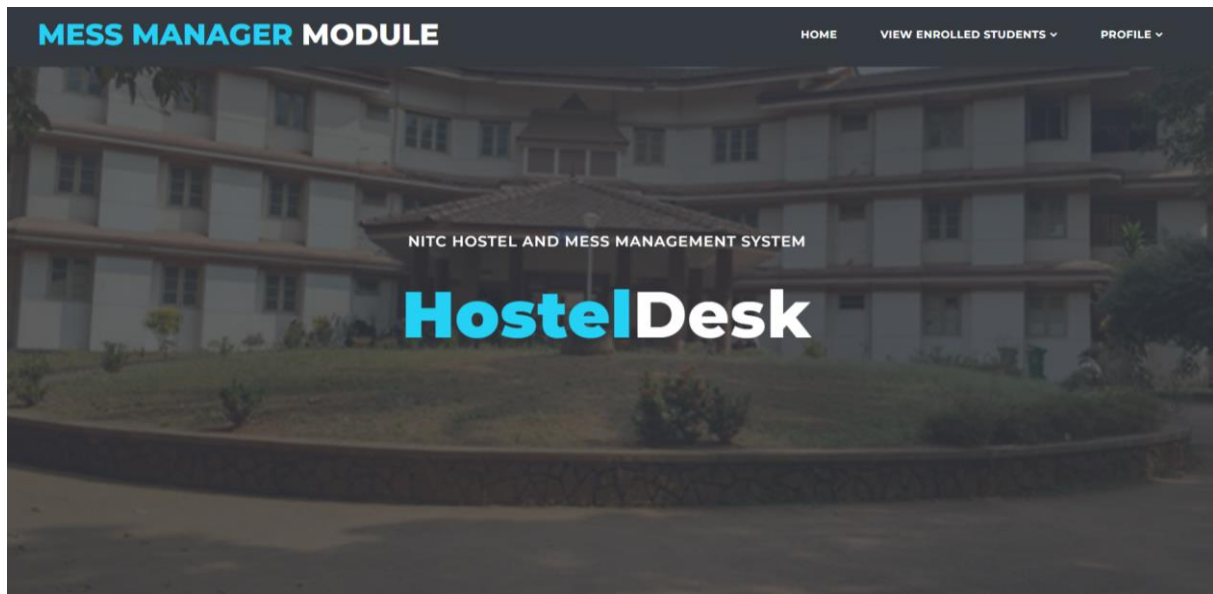 MESS MANAGER MODULE
HOME VIEW ENROLLED STUDENTS PROFILE
NITC HOSTEL AND MESS MANAGEMENT SYSTEM
HostelDesk